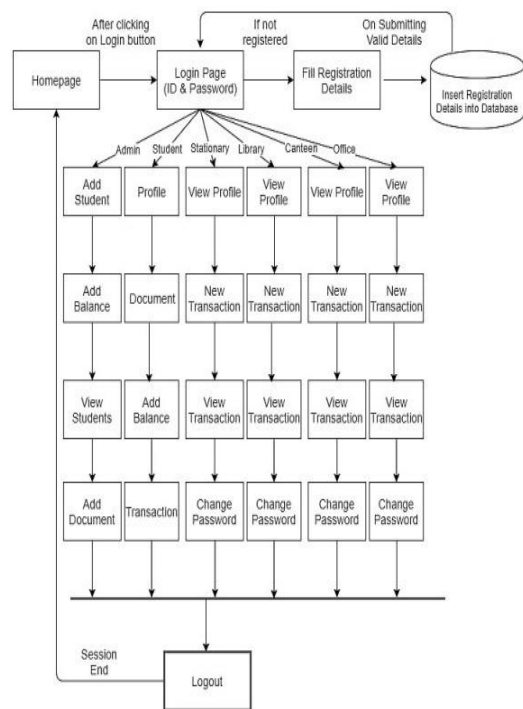 After clicking
on Login button
If not
registered
On Submitting
Valid Details
Homepage
Login Page
(ID & Password)
Fill Registration
Details
Insert Registration
Details into Database
Admin
Student
Stationary
Library
Canteen
Office
Add
Student
Profile
View Profile
View
Profile
View Profile
View
Profile
Add
Balance
Document
New
Transaction
New
Transaction
New
Transaction
New
Transaction
View
Students
Add
Balance
View
Transaction
View
Transaction
View
Transaction
View
Transaction
Add
Document
Transaction
Change
Password
Change
Password
Change
Password
Change
Password
Session
End
Logout